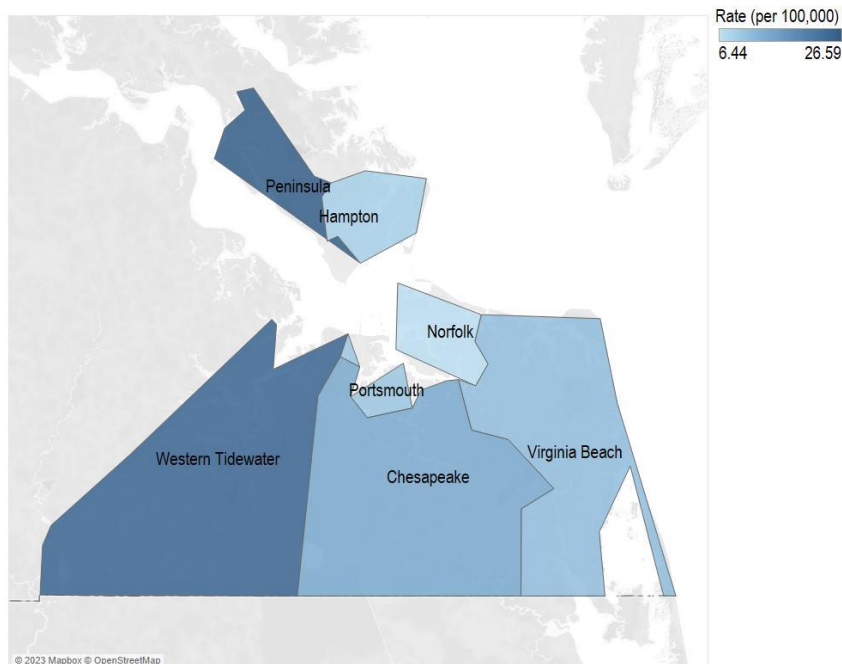 Rate (per 100,000)
6.44 26.59
Peninsula
Hampton
Norfolk
Portsmouth
Virginia Beach
Western Tidewater
Chesapeake
© 2023 Mapbox © OpenStreetMap